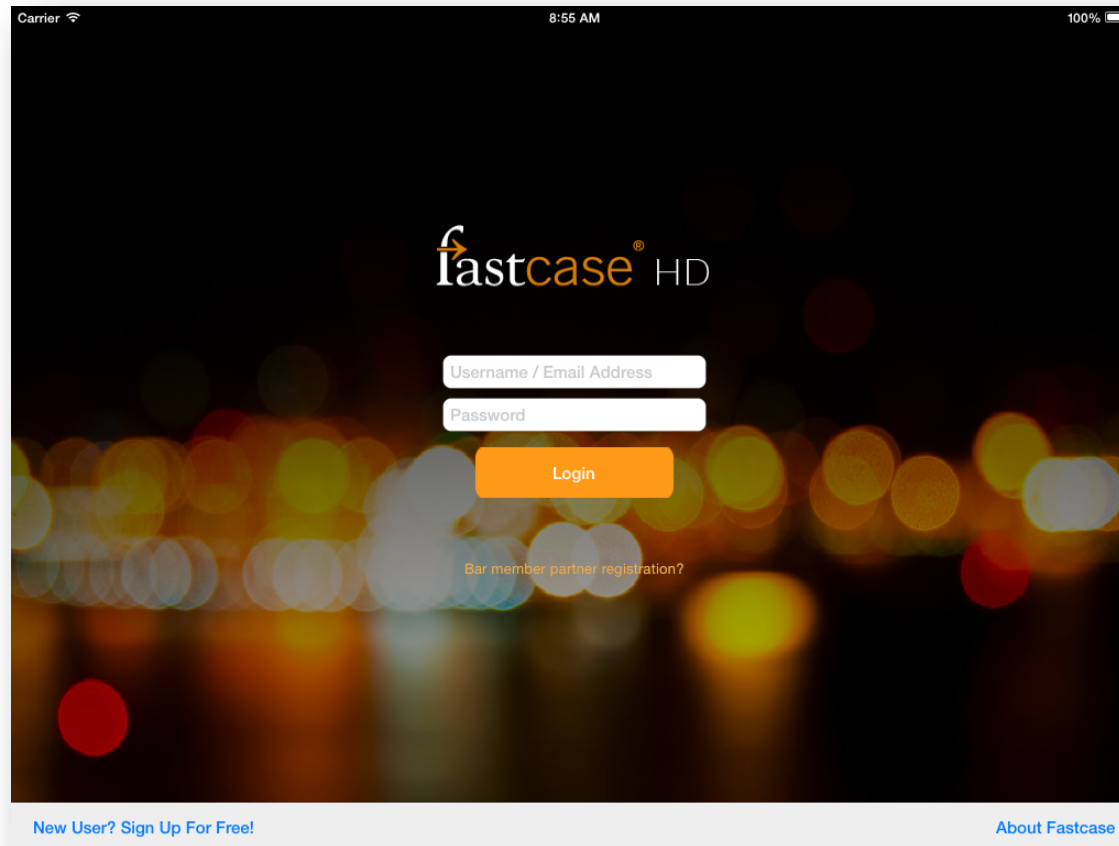 Carrier 8:55 AM 100%
fastcase® HD
Username / Email Address
Password
Login
Bar member partner registration?
New User? Sign Up For Free! About Fastcase